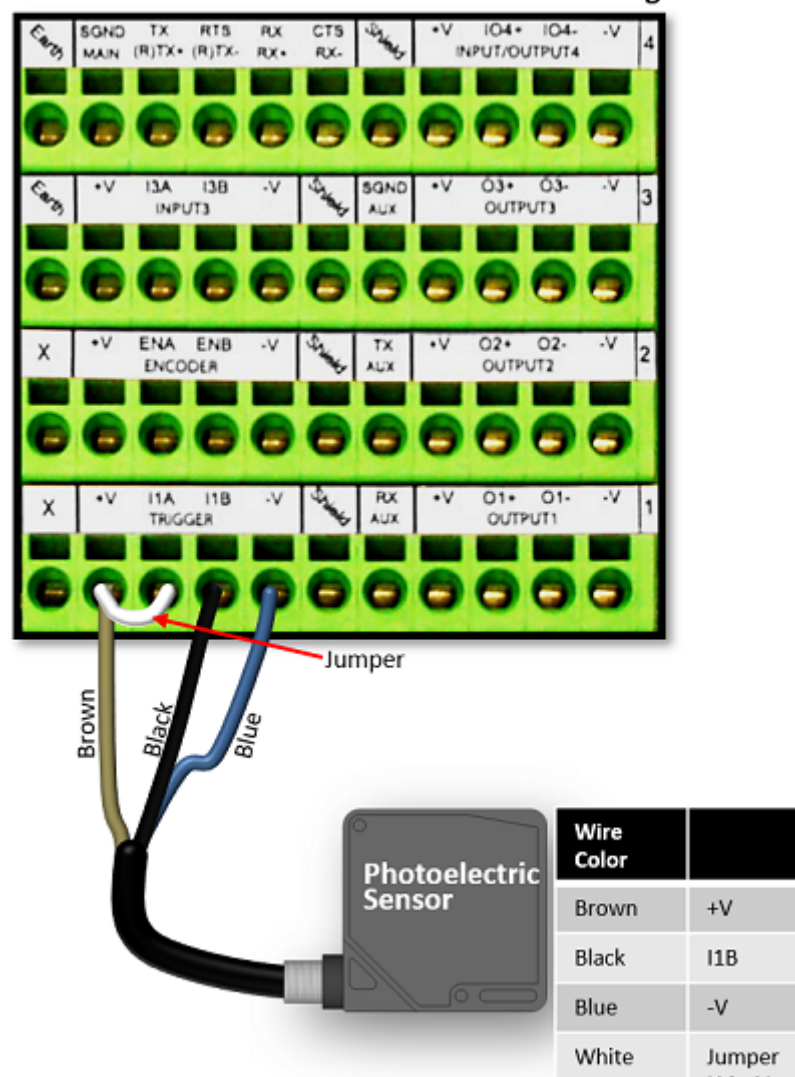 Earth SGND TX RTS RX CTS Shield +V IO4+ IO4- -V 4
MAIN (R)TX+ (R)TX- RX+ RX- INPUT/OUTPUT4
Earth +V I3A I3B -V Shield SGND +V O3+ O3- -V 3
INPUT3 AUX OUTPUT3
X +V ENA ENB -V Shield TX +V O2+ O2- -V 2
ENCODER AUX OUTPUT2
X +V I1A I1B -V Shield RX +V O1+ O1- -V 1
TRIGGER AUX OUTPUT1
Jumper
Brown
Black
Blue
Photoelectric
Sensor
Wire
Color
Brown +V
Black I1B
Blue -V
White Jumper